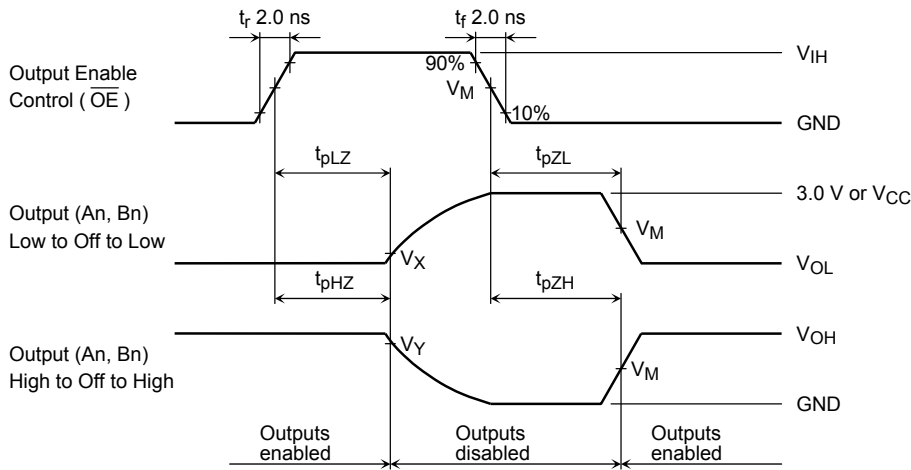 tr 2.0 ns
tf 2.0 ns
Output Enable
Control ( OE )
90%
VM
10%
VIH
GND
tpLZ
tpZL
Output (An, Bn)
Low to Off to Low
3.0 V or VCC
VX
VM
VOL
tpHZ
tpZH
Output (An, Bn)
High to Off to High
VY
VM
VOH
GND
Outputs
enabled
Outputs
disabled
Outputs
enabled